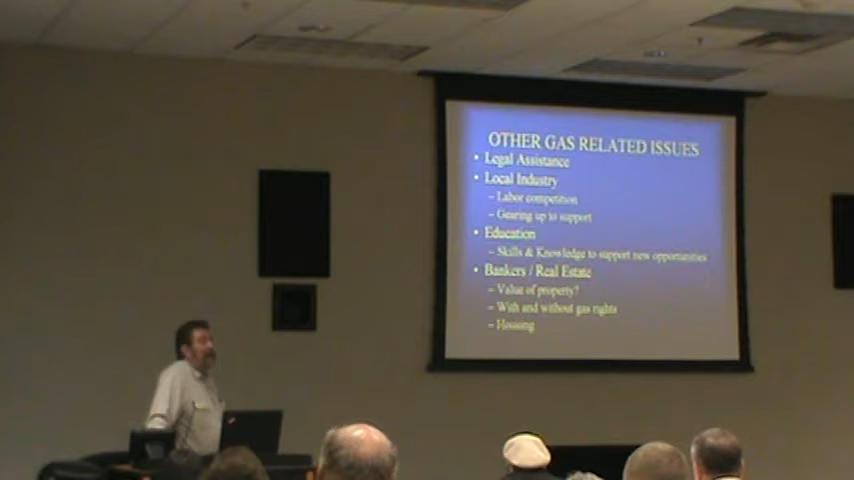 OTHER GAS RELATED ISSUES
• Legal Assistance
• Local Industry
– Labor competition
– Gearing up to support
• Education
– Skills & Knowledge to support new opportunities
• Bankers / Real Estate
– Value of property?
– With and without gas rights
– Housing